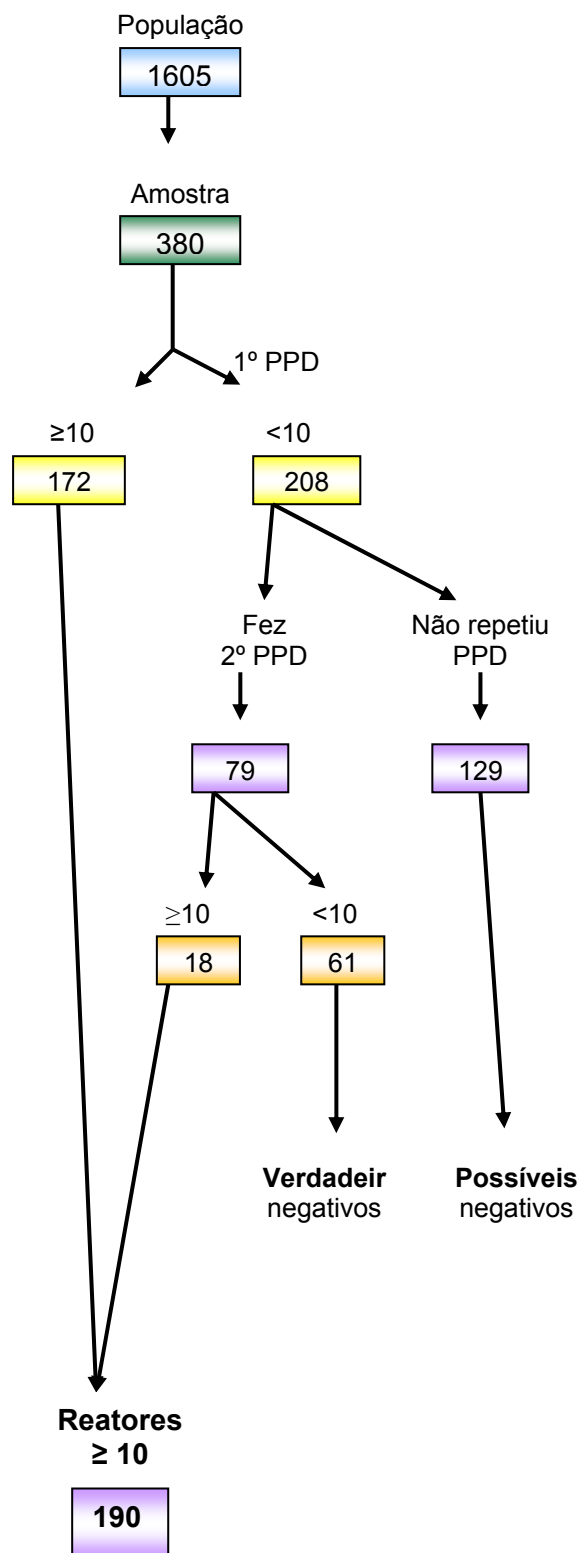 População
1605
Amostra
380
1º PPD
≥10
<10
172
208
Fez
2º PPD
Não repetiu
PPD
79
129
≥10
<10
18
61
Verdadeir
negativos
Possíveis
negativos
Reatores
≥ 10
190